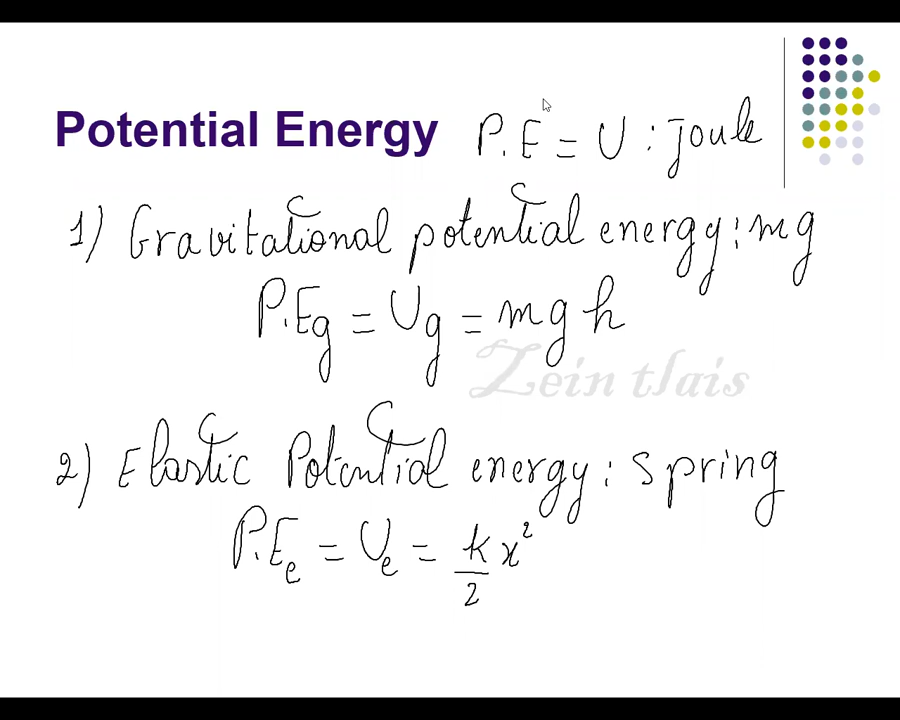 Potential Energy P.E = U : joule
1) Gravitational potential energy : mg
P.Eg = Ug = mgh
Zein tlais
2) Elastic Potential energy : spring
P.Ee = Ue = k/2 x²